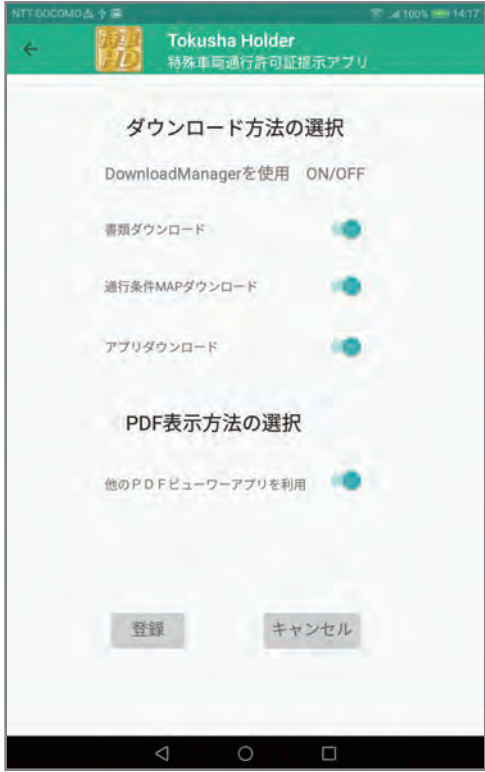 NTT DOCOMO 100% 14:17
特車
HD
Tokusha Holder
特殊車両通行許可証提示アプリ
ダウンロード方法の選択
DownloadManagerを使用 ON/OFF
書類ダウンロード
通行条件MAPダウンロード
アプリダウンロード
PDF表示方法の選択
他のPDFビューワーアプリを利用
登録 キャンセル